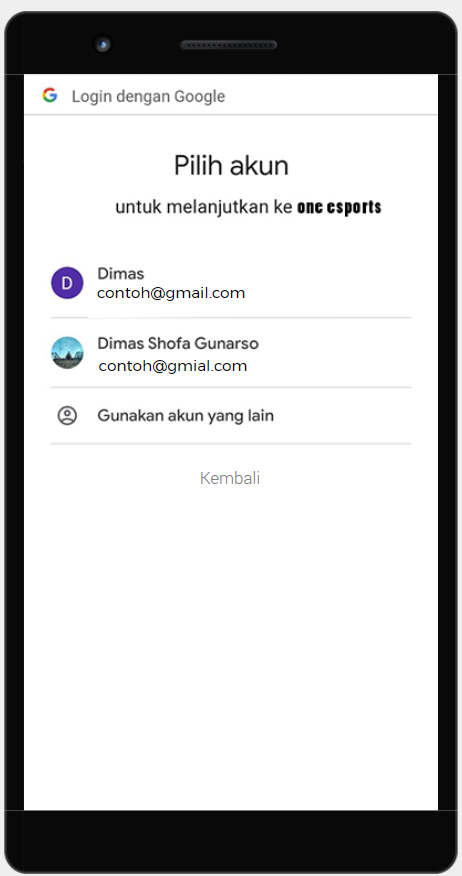 Login dengan Google
Pilih akun
untuk melanjutkan ke one esports
D
Dimas
contoh@gmail.com
Dimas Shofa Gunarso
contoh@gmial.com
Gunakan akun yang lain
Kembali